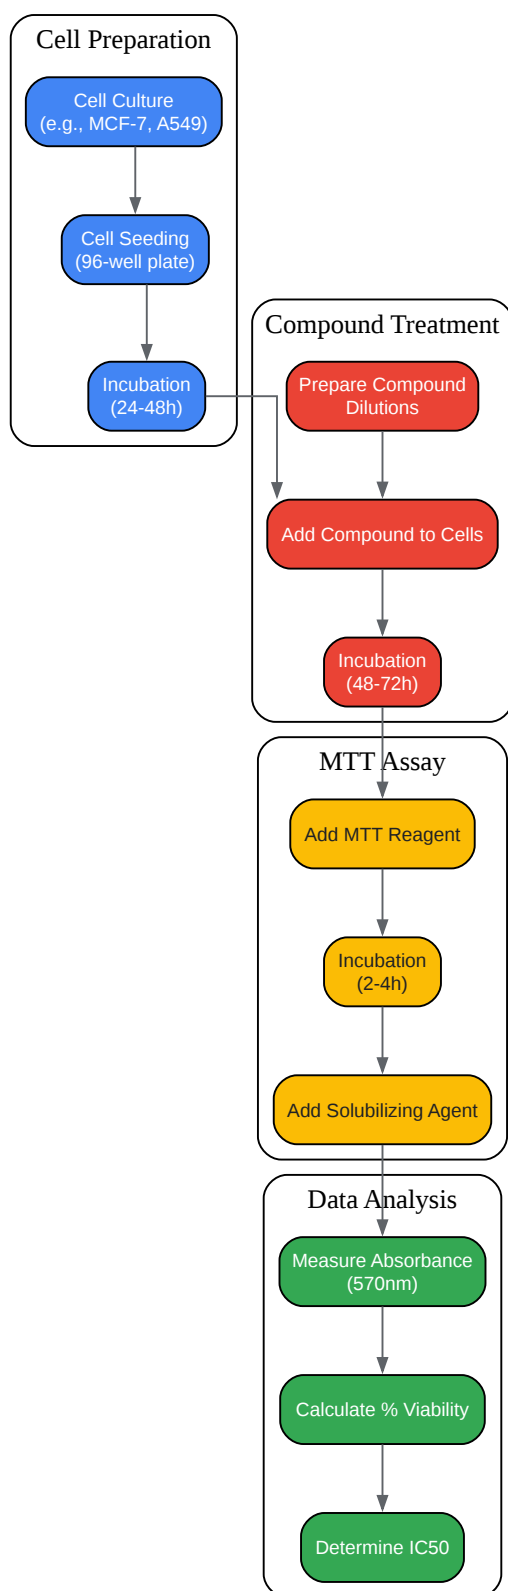 Cell Preparation
Cell Culture
(e.g., MCF-7, A549)
Cell Seeding
(96-well plate)
Incubation
(24-48h)
Compound Treatment
Prepare Compound
Dilutions
Add Compound to Cells
Incubation
(48-72h)
MTT Assay
Add MTT Reagent
Incubation
(2-4h)
Add Solubilizing Agent
Data Analysis
Measure Absorbance
(570nm)
Calculate % Viability
Determine IC50